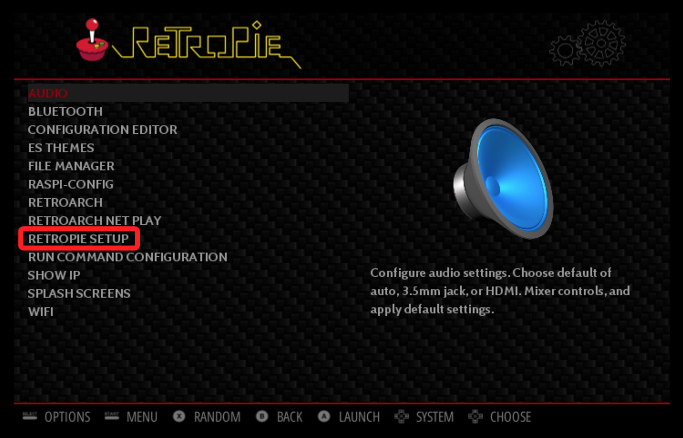 RETROPIE
AUDIO
BLUETOOTH
CONFIGURATION EDITOR
ES THEMES
FILE MANAGER
RASPI-CONFIG
RETROARCH
RETROARCH NET PLAY
RETROPIE SETUP
RUN COMMAND CONFIGURATION
SHOW IP
SPLASH SCREENS
WIFI
Configure audio settings. Choose default of
auto, 3.5mm jack, or HDMI. Mixer controls, and
apply default settings.
SELECT OPTIONS START MENU X RANDOM B BACK A LAUNCH SYSTEM CHOOSE